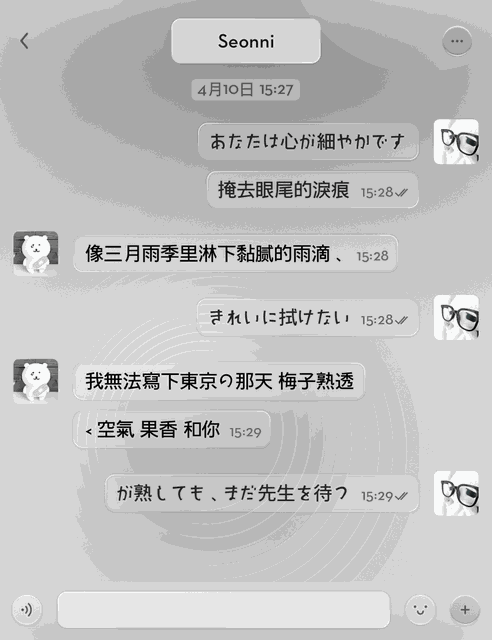 Seonni
4月10日 15:27
あなたは心が細やかです
掩去眼尾的淚痕 15:28
像三月雨季里淋下黏膩的雨滴、 15:28
きれいに拭けない 15:28
我無法寫下東京の那天 梅子熟透
< 空氣 果香 和你 15:29
が熟しても、まだ先生を待つ 15:29